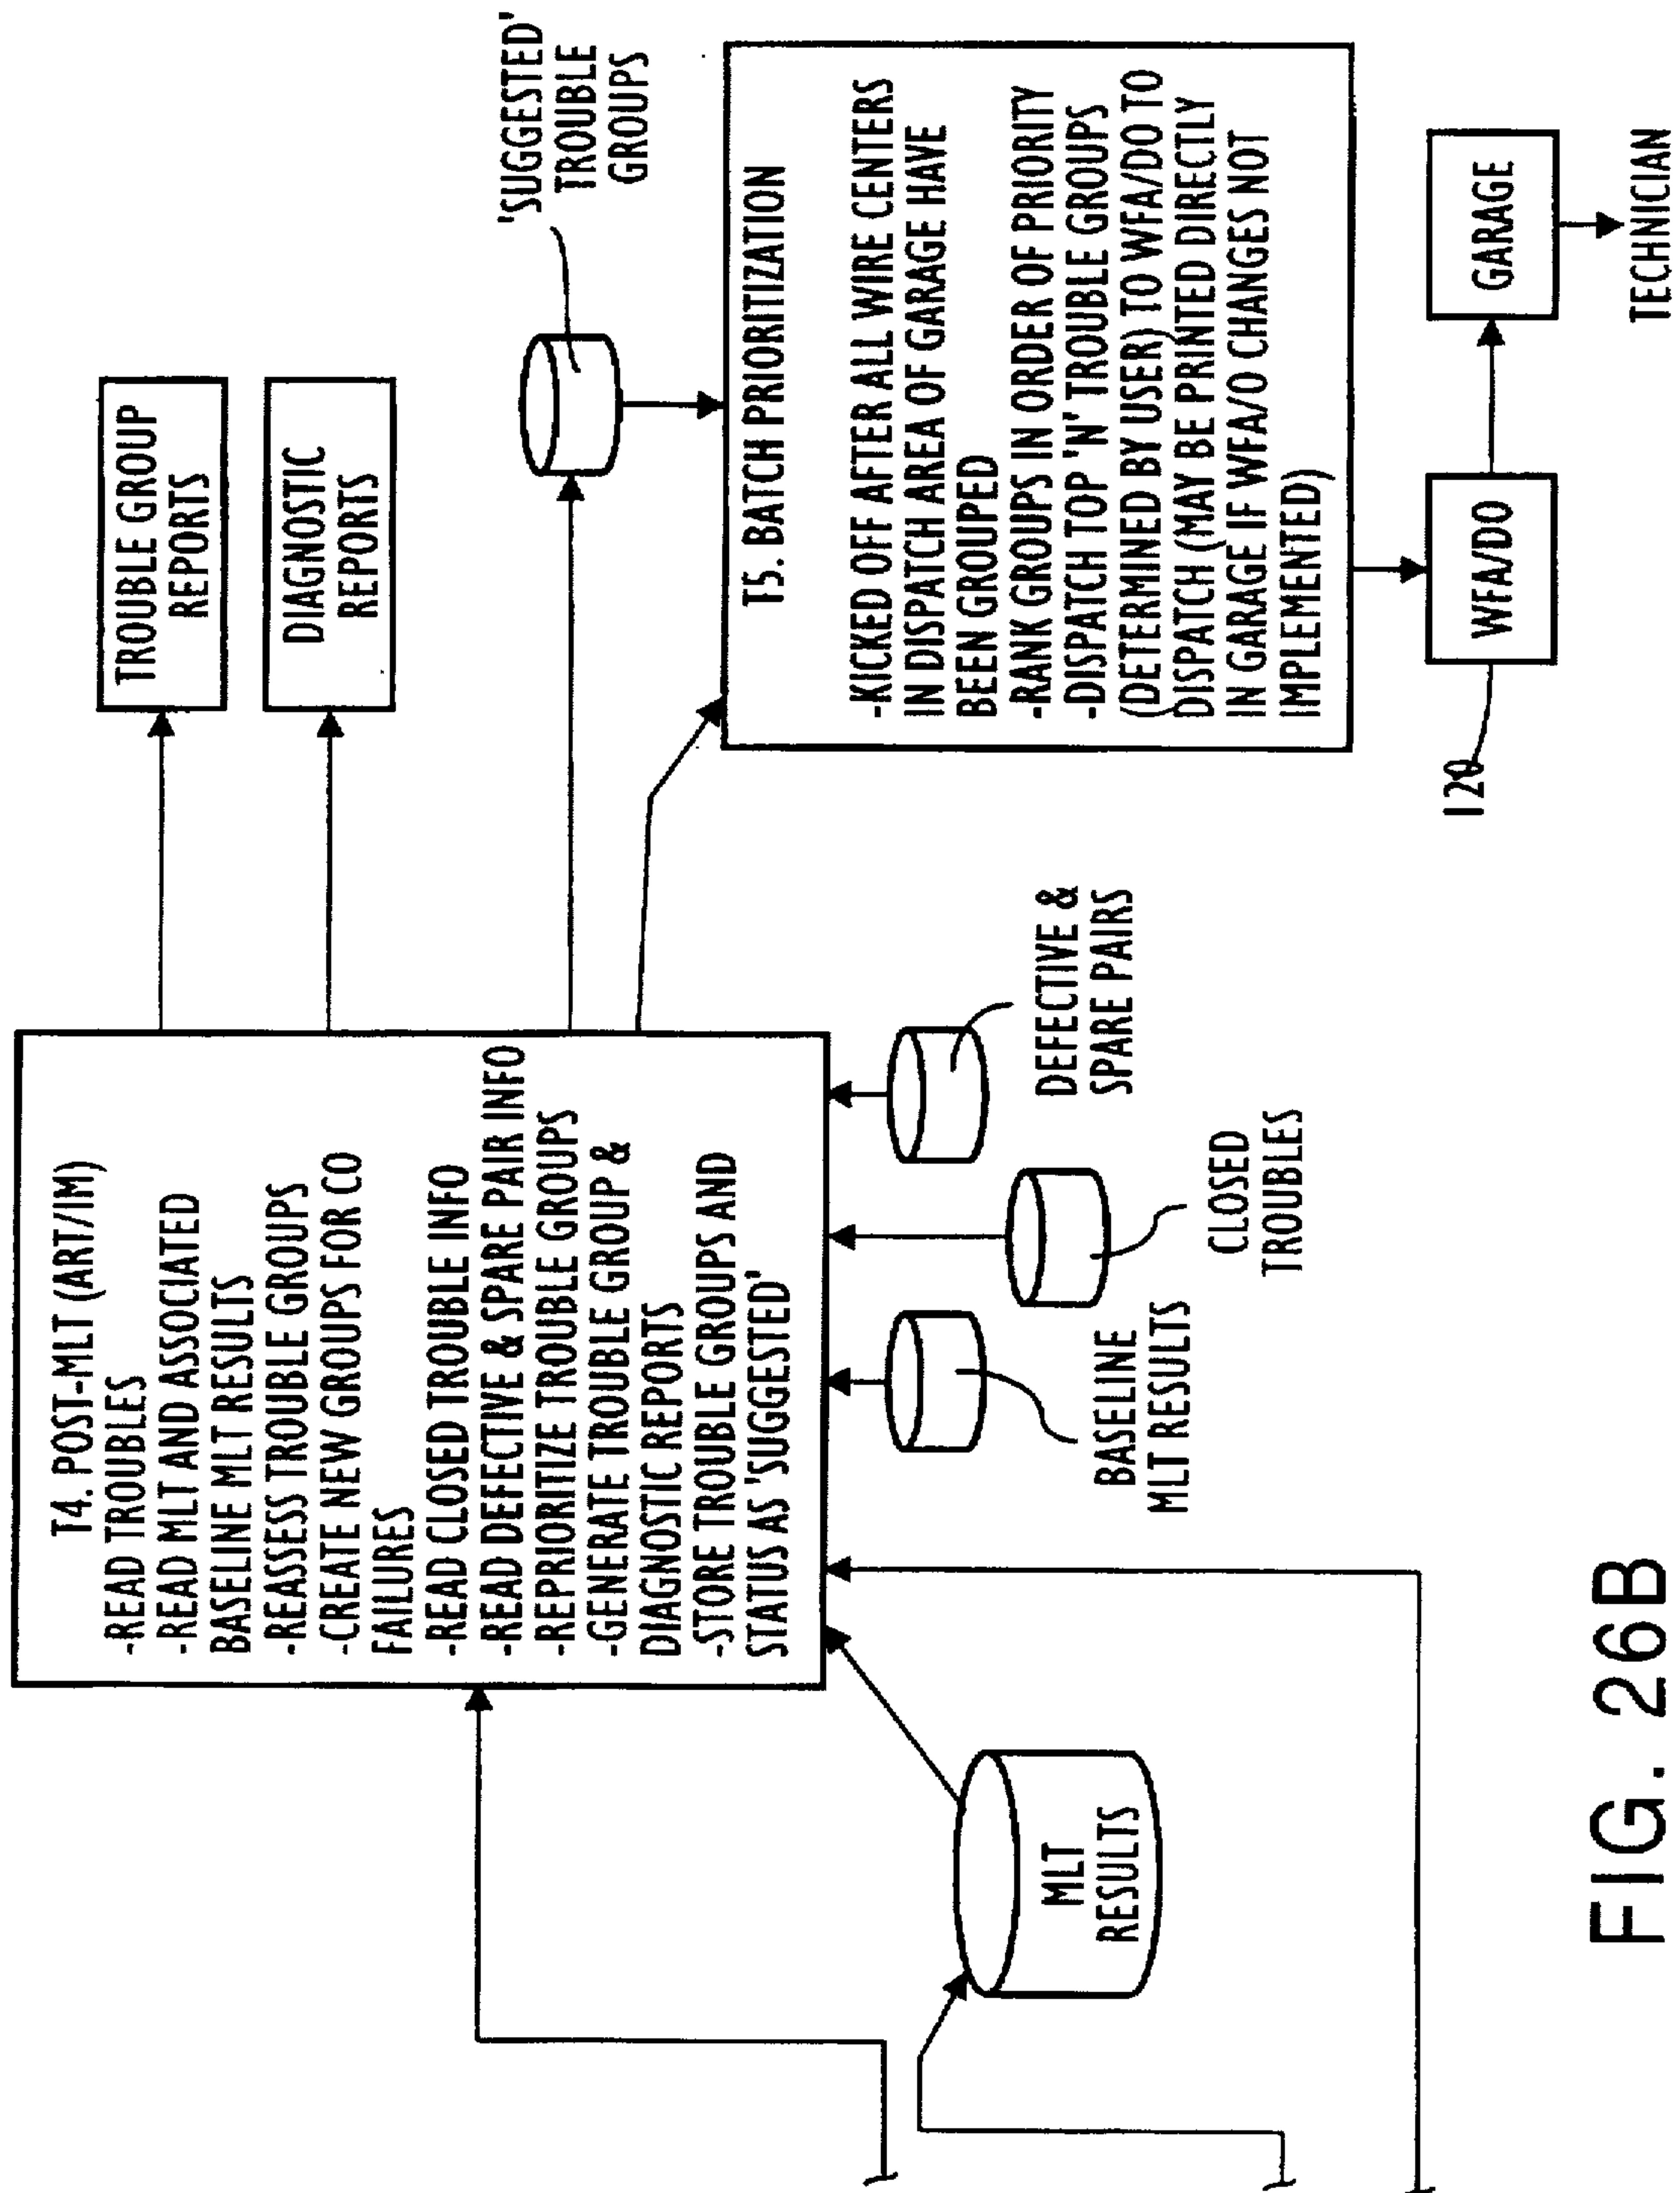 T4. POST-MLT (ART/IM)
-READ TROUBLES
-READ MLT AND ASSOCIATED
BASELINE MLT RESULTS
-REASSESS TROUBLE GROUPS
-CREATE NEW GROUPS FOR CO
FAILURES
-READ CLOSED TROUBLE INFO
-READ DEFECTIVE & SPARE PAIR INFO
-REPRIORITIZE TROUBLE GROUPS
-GENERATE TROUBLE GROUP &
DIAGNOSTIC REPORTS
-STORE TROUBLE GROUPS AND
STATUS AS 'SUGGESTED'
TROUBLE GROUP
REPORTS
DIAGNOSTIC
REPORTS
'SUGGESTED'
TROUBLE
GROUPS
MLT
RESULTS
BASELINE
MLT RESULTS
CLOSED
TROUBLES
DEFECTIVE &
SPARE PAIRS
T5. BATCH PRIORITIZATION
-KICKED OFF AFTER ALL WIRE CENTERS
IN DISPATCH AREA OF GARAGE HAVE
BEEN GROUPED
-RANK GROUPS IN ORDER OF PRIORITY
-DISPATCH TOP 'N' TROUBLE GROUPS
(DETERMINED BY USER) TO WFA/DO TO
DISPATCH (MAY BE PRINTED DIRECTLY
IN GARAGE IF WFA/O CHANGES NOT
IMPLEMENTED)
120
WFA/DO
GARAGE
TECHNICIAN
FIG. 26B